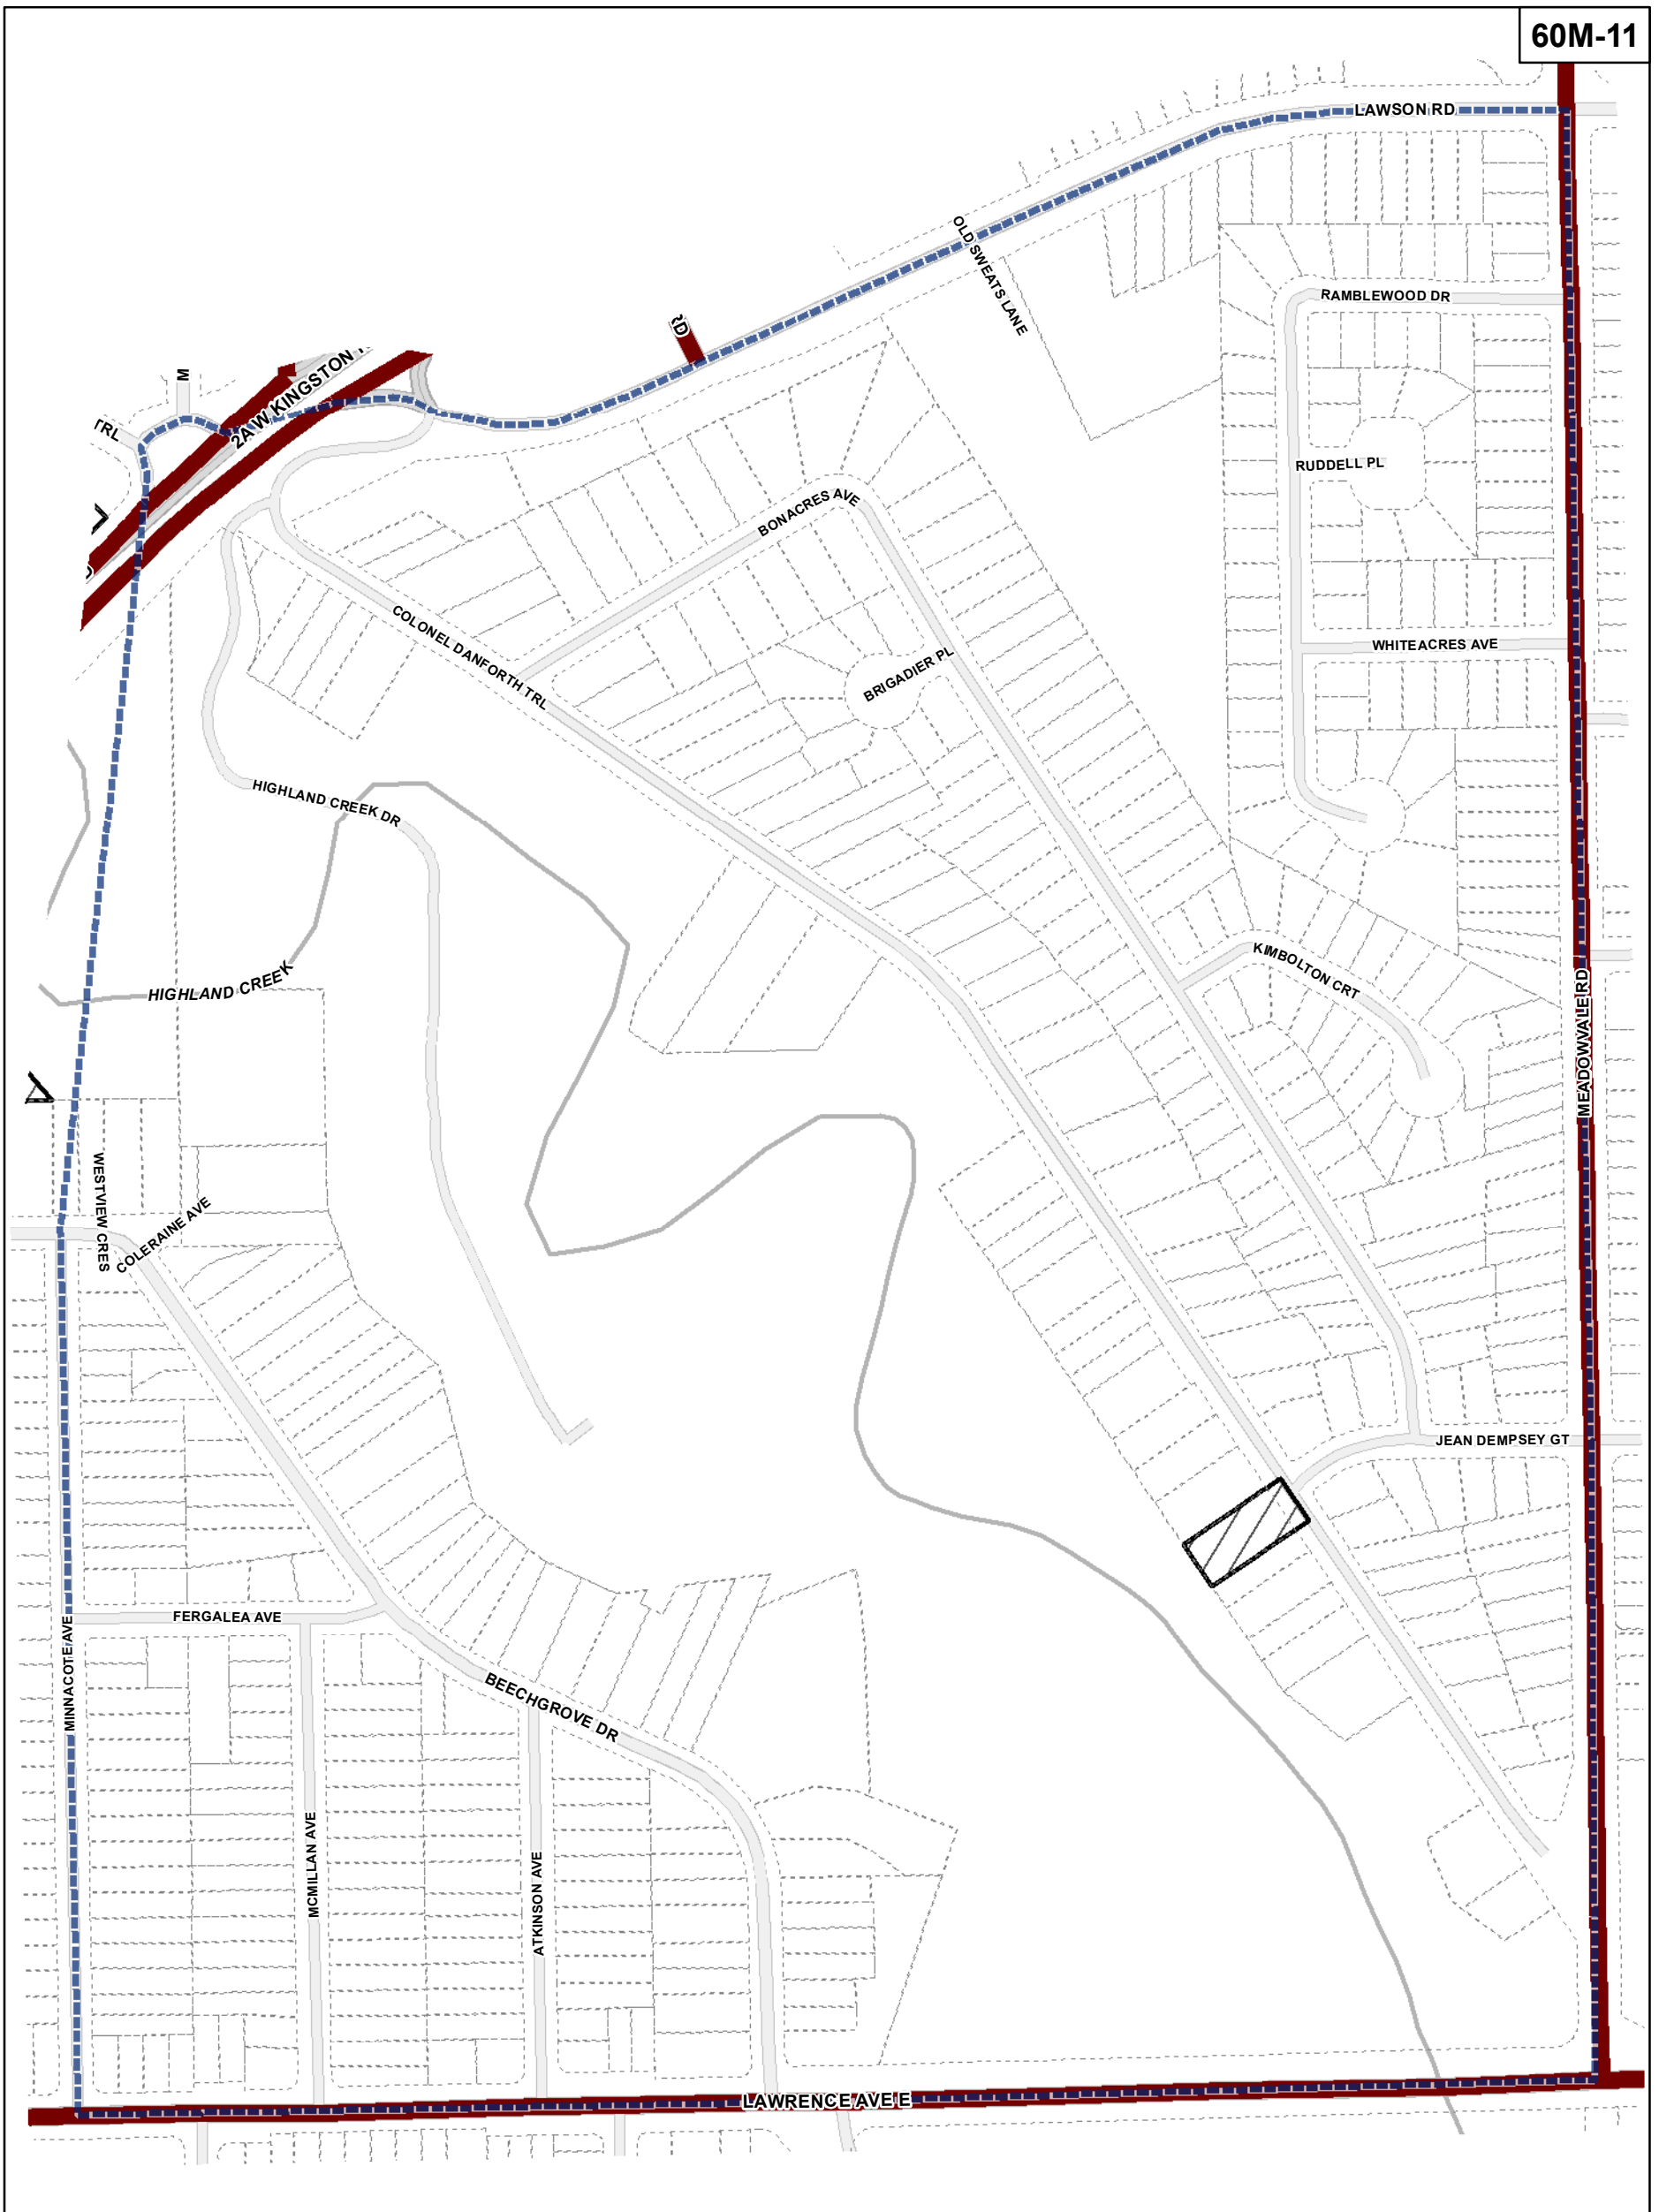 60M-11
LAWSON RD
OLD SWEATS LANE
RAMBLEWOOD DR
2A W KINGSTON
M
TRL
RUDDELL PL
BONACRES AVE
COLONEL DANFORTH TRL
WHITEACRES AVE
BRIGADIER PL
HIGHLAND CREEK DR
KIMBOLTON CRT
HIGHLAND CREEK
MEADOWVALE RD
WESTVIEW CRES
COLERAINE AVE
JEAN DEMPSEY GT
FERGALEA AVE
MINNACOTE AVE
BEECHGROVE DR
MCMILLAN AVE
ATKINSON AVE
LAWRENCE AVE E